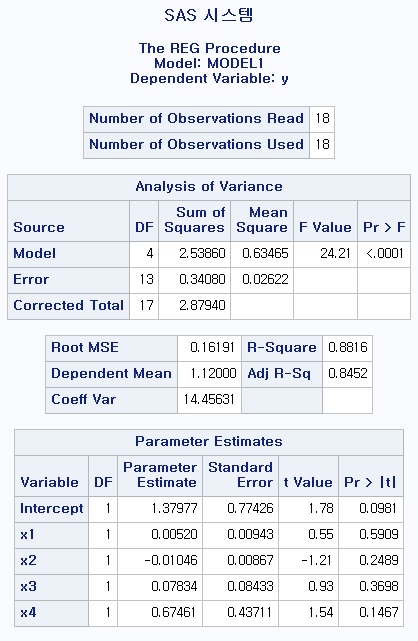 SAS 시스템
The REG Procedure
Model: MODEL1
Dependent Variable: y
Number of Observations Read 18
Number of Observations Used 18
Analysis of Variance
Source DF Sum of Squares Mean Square F Value Pr > F
Model 4 2.53860 0.63465 24.21 <.0001
Error 13 0.34080 0.02622
Corrected Total 17 2.87940
Root MSE 0.16191 R-Square 0.8816
Dependent Mean 1.12000 Adj R-Sq 0.8452
Coeff Var 14.45631
Parameter Estimates
Variable DF Parameter Estimate Standard Error t Value Pr > |t|
Intercept 1 1.37977 0.77426 1.78 0.0981
x1 1 0.00520 0.00943 0.55 0.5909
x2 1 -0.01046 0.00867 -1.21 0.2489
x3 1 0.07834 0.08433 0.93 0.3698
x4 1 0.67461 0.43711 1.54 0.1467